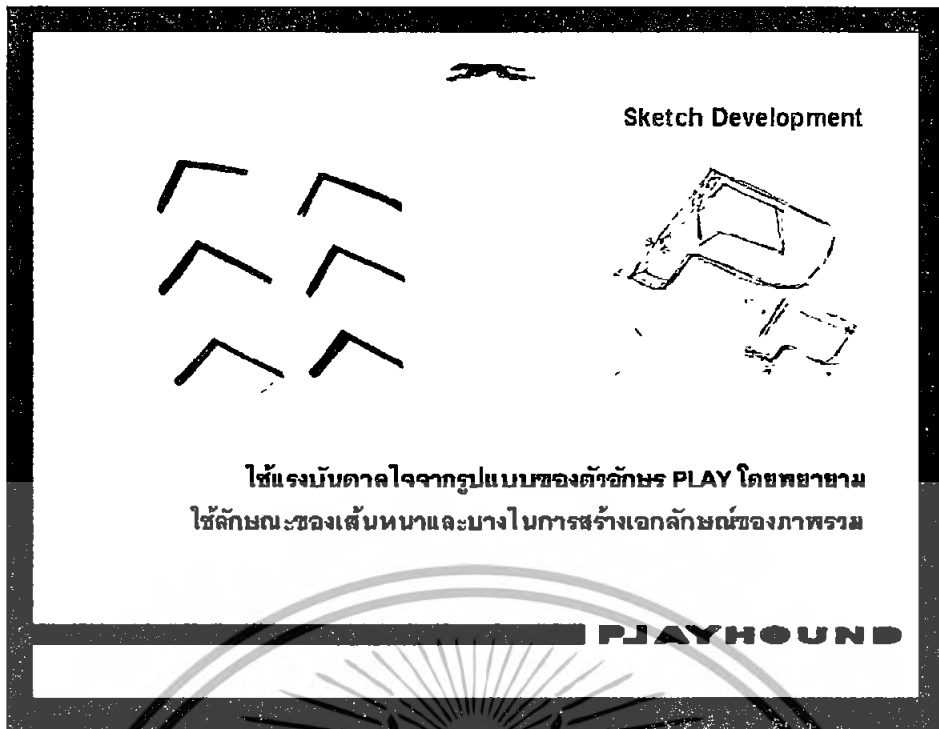 Sketch Development
ใช้แรงบันดาลใจจากรูปแบบของตัวอักษร PLAY โดยพยายาม
ใช้ลักษณะของเส้นหนาและบางในการสร้างเอกลักษณ์ของภาพรวม
PLAYHOUND